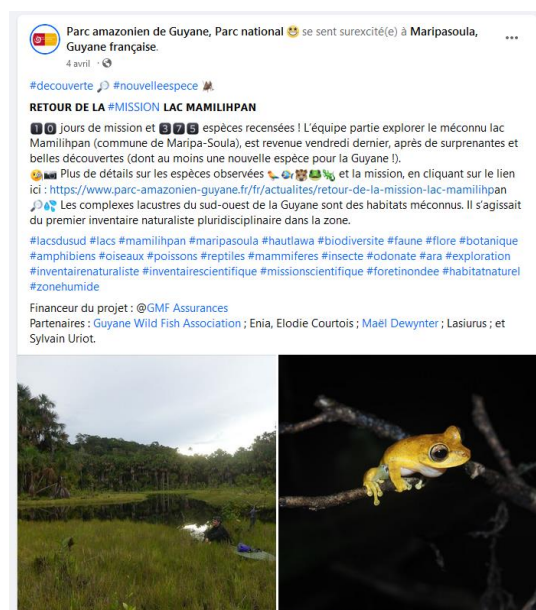 Parc amazonien de Guyane, Parc national 😃 se sent surexcité(e) à Maripasoula,
Guyane française.
4 avril ·
#decouverte 🔎 #nouvelleespece 🦗
RETOUR DE LA #MISSION LAC MAMILIHPAN
1️⃣0️⃣ jours de mission et 3️⃣7️⃣5️⃣ espèces recensées ! L'équipe partie explorer le méconnu lac
Mamilihpan (commune de Maripa-Soula), est revenue vendredi dernier, après de surprenantes et
belles découvertes (dont au moins une nouvelle espèce pour la Guyane !).
🧐📷 Plus de détails sur les espèces observées 🐓🐟🐯🐸🦎 et la mission, en cliquant sur le lien
ici : https://www.parc-amazonien-guyane.fr/fr/actualites/retour-de-la-mission-lac-mamilihpan
🔎💦 Les complexes lacustres du sud-ouest de la Guyane sont des habitats méconnus. Il s'agissait
du premier inventaire naturaliste pluridisciplinaire dans la zone.
#lacsdusud #lacs #mamilihpan #maripasoula #hautlawa #biodiversite #faune #flore #botanique
#amphibiens #oiseaux #poissons #reptiles #mammiferes #insecte #odonate #ara #exploration
#inventairenaturaliste #inventairescientifique #missionscientifique #foretinondee #habitatnaturel
#zonehumide
Financeur du projet : @GMF Assurances
Partenaires : Guyane Wild Fish Association ; Enia, Elodie Courtois ; Maël Dewynter ; Lasiurus ; et
Sylvain Uriot.